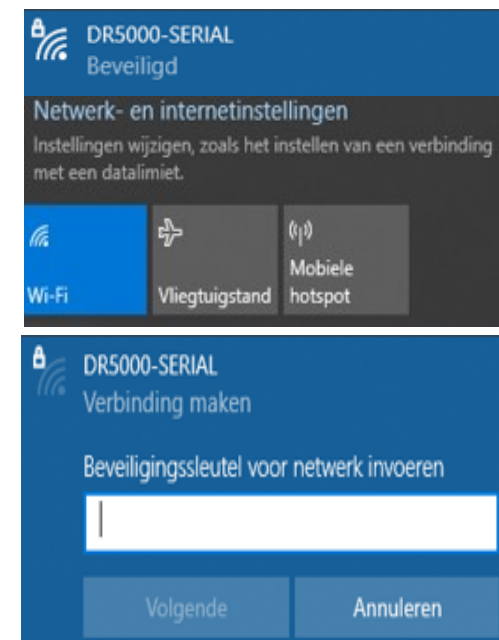 DR5000-SERIAL
Beveiligd
Netwerk- en internetinstellingen
Instellingen wijzigen, zoals het instellen van een verbinding
met een datalimiet.
Wi-Fi
Vliegtuigstand
Mobiele
hotspot
DR5000-SERIAL
Verbinding maken
Beveiligingssleutel voor netwerk invoeren
Volgende
Annuleren